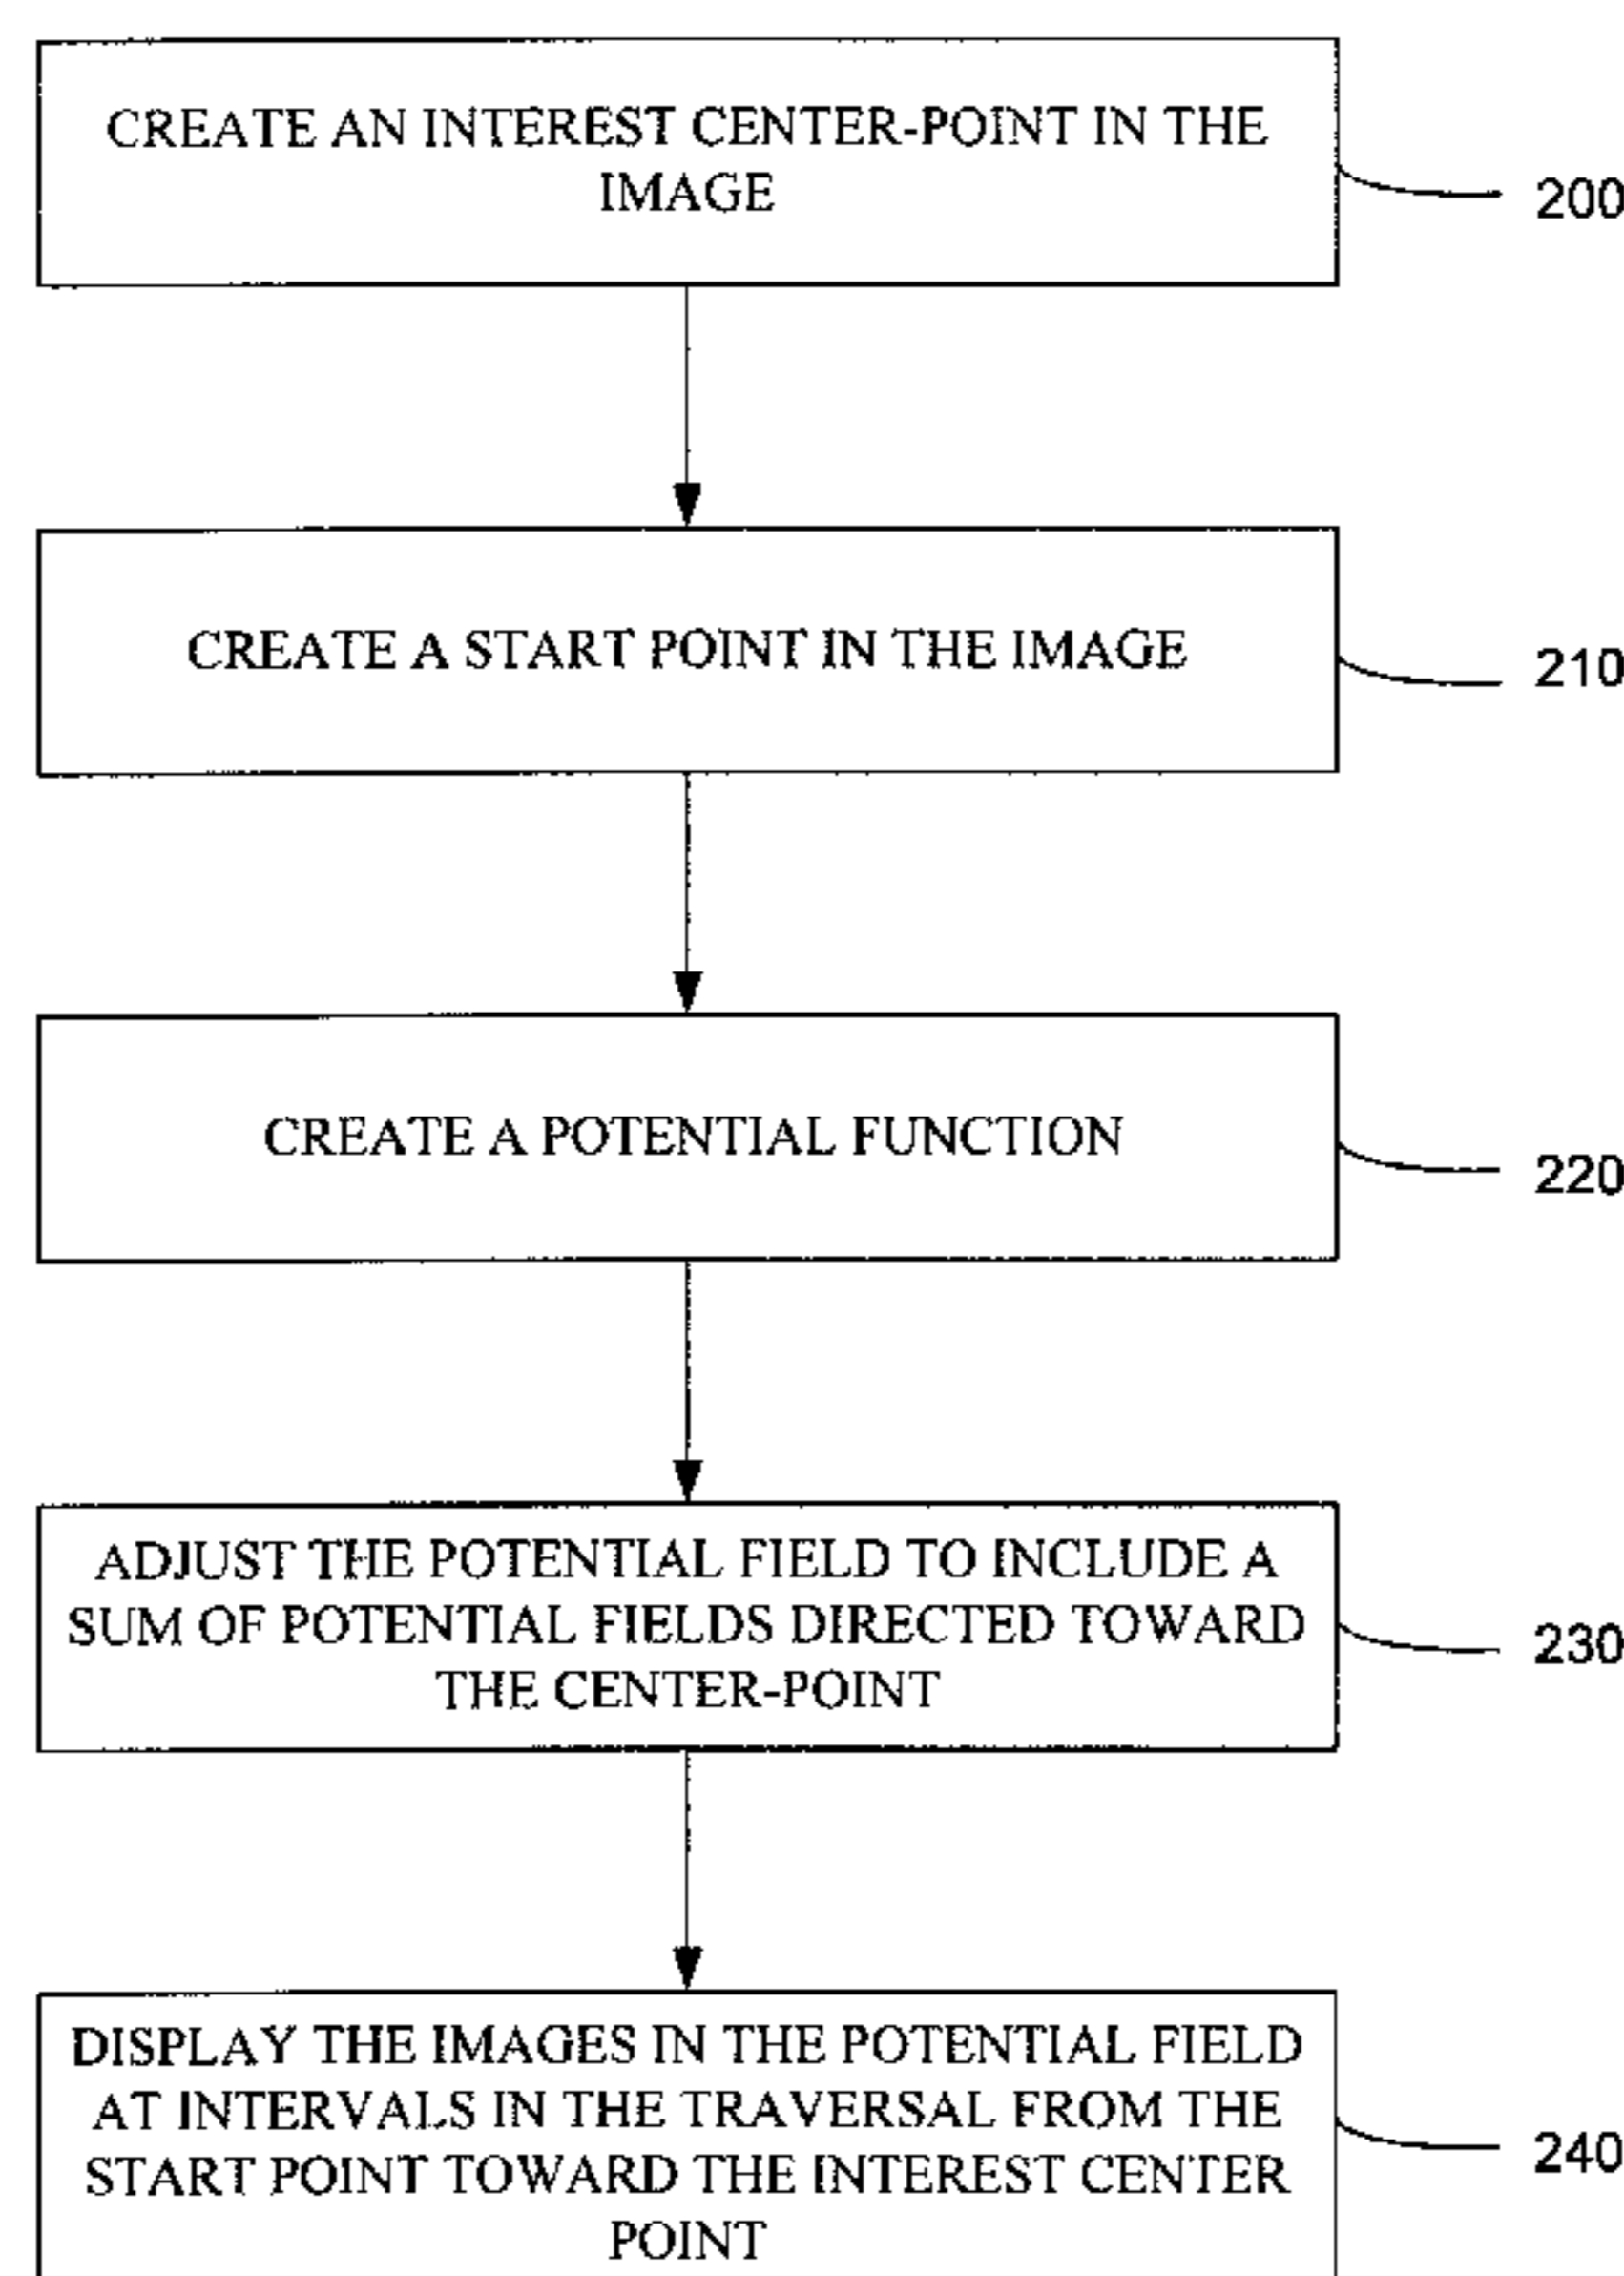 CREATE AN INTEREST CENTER-POINT IN THE
IMAGE
200
CREATE A START POINT IN THE IMAGE
210
CREATE A POTENTIAL FUNCTION
220
ADJUST THE POTENTIAL FIELD TO INCLUDE A
SUM OF POTENTIAL FIELDS DIRECTED TOWARD
THE CENTER-POINT
230
DISPLAY THE IMAGES IN THE POTENTIAL FIELD
AT INTERVALS IN THE TRAVERSAL FROM THE
START POINT TOWARD THE INTEREST CENTER
POINT
240